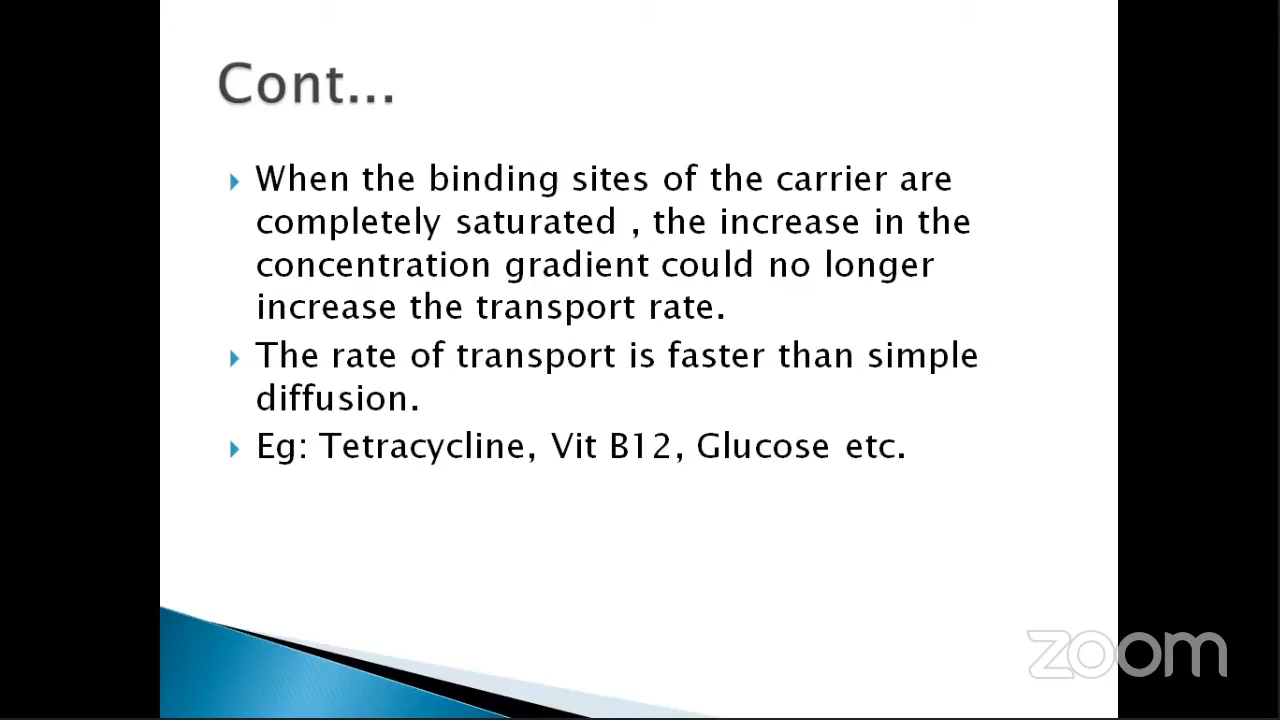 Cont...
When the binding sites of the carrier are
completely saturated , the increase in the
concentration gradient could no longer
increase the transport rate.
The rate of transport is faster than simple
diffusion.
Eg: Tetracycline, Vit B12, Glucose etc.
zoom